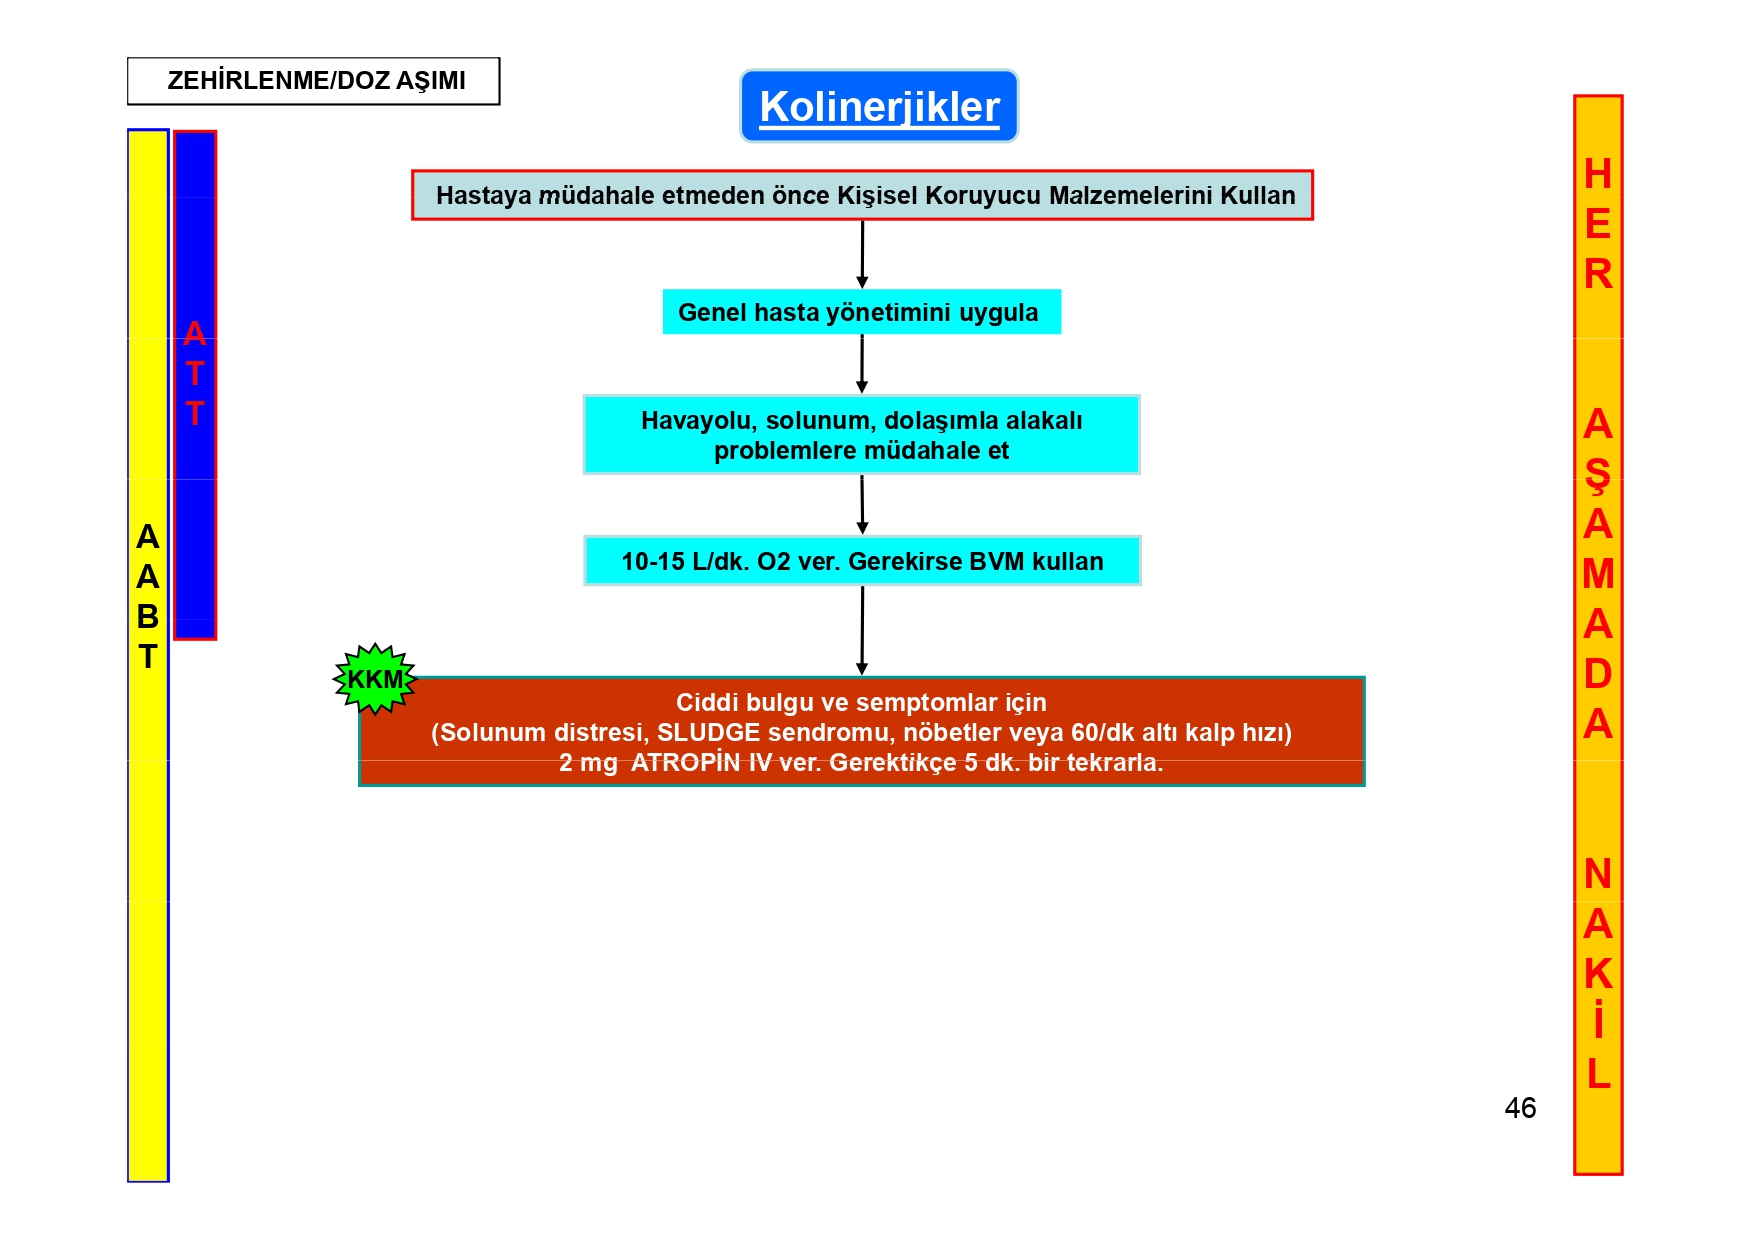 ZEHİRLENME/DOZ AŞIMI
Kolinerjikler
Hastaya müdahale etmeden önce Kişisel Koruyucu Malzemelerini Kullan
Genel hasta yönetimini uygula
Havayolu, solunum, dolaşımla alakalı
problemlere müdahale et
10-15 L/dk. O2 ver. Gerekirse BVM kullan
KKM
Ciddi bulgu ve semptomlar için
(Solunum distresi, SLUDGE sendromu, nöbetler veya 60/dk altı kalp hızı)
2 mg ATROPİN IV ver. Gerektikçe 5 dk. bir tekrarla.
AABT
ATT
HER AŞAMADA NAKİL
46